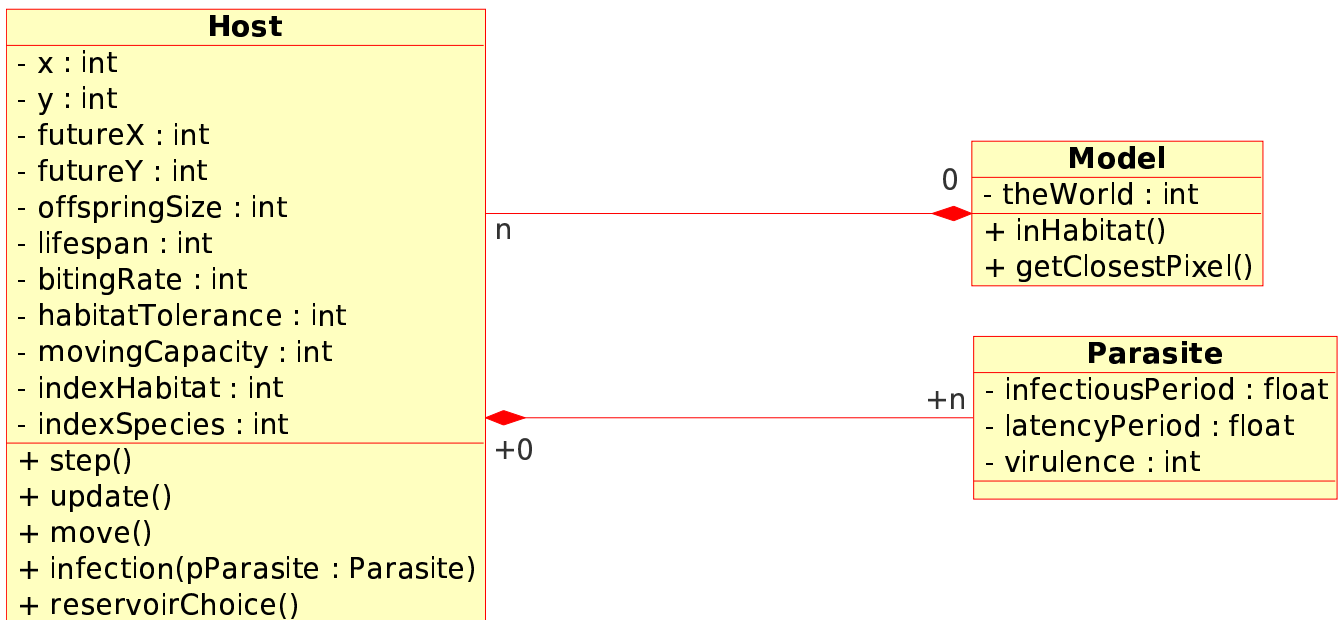 Host
- x : int
- y : int
- futureX : int
- futureY : int
- offspringSize : int
- lifespan : int
- bitingRate : int
- habitatTolerance : int
- movingCapacity : int
- indexHabitat : int
- indexSpecies : int
+ step()
+ update()
+ move()
+ infection(pParasite : Parasite)
+ reservoirChoice()
n
0
Model
- theWorld : int
+ inHabitat()
+ getClosestPixel()
+0
+n
Parasite
- infectiousPeriod : float
- latencyPeriod : float
- virulence : int